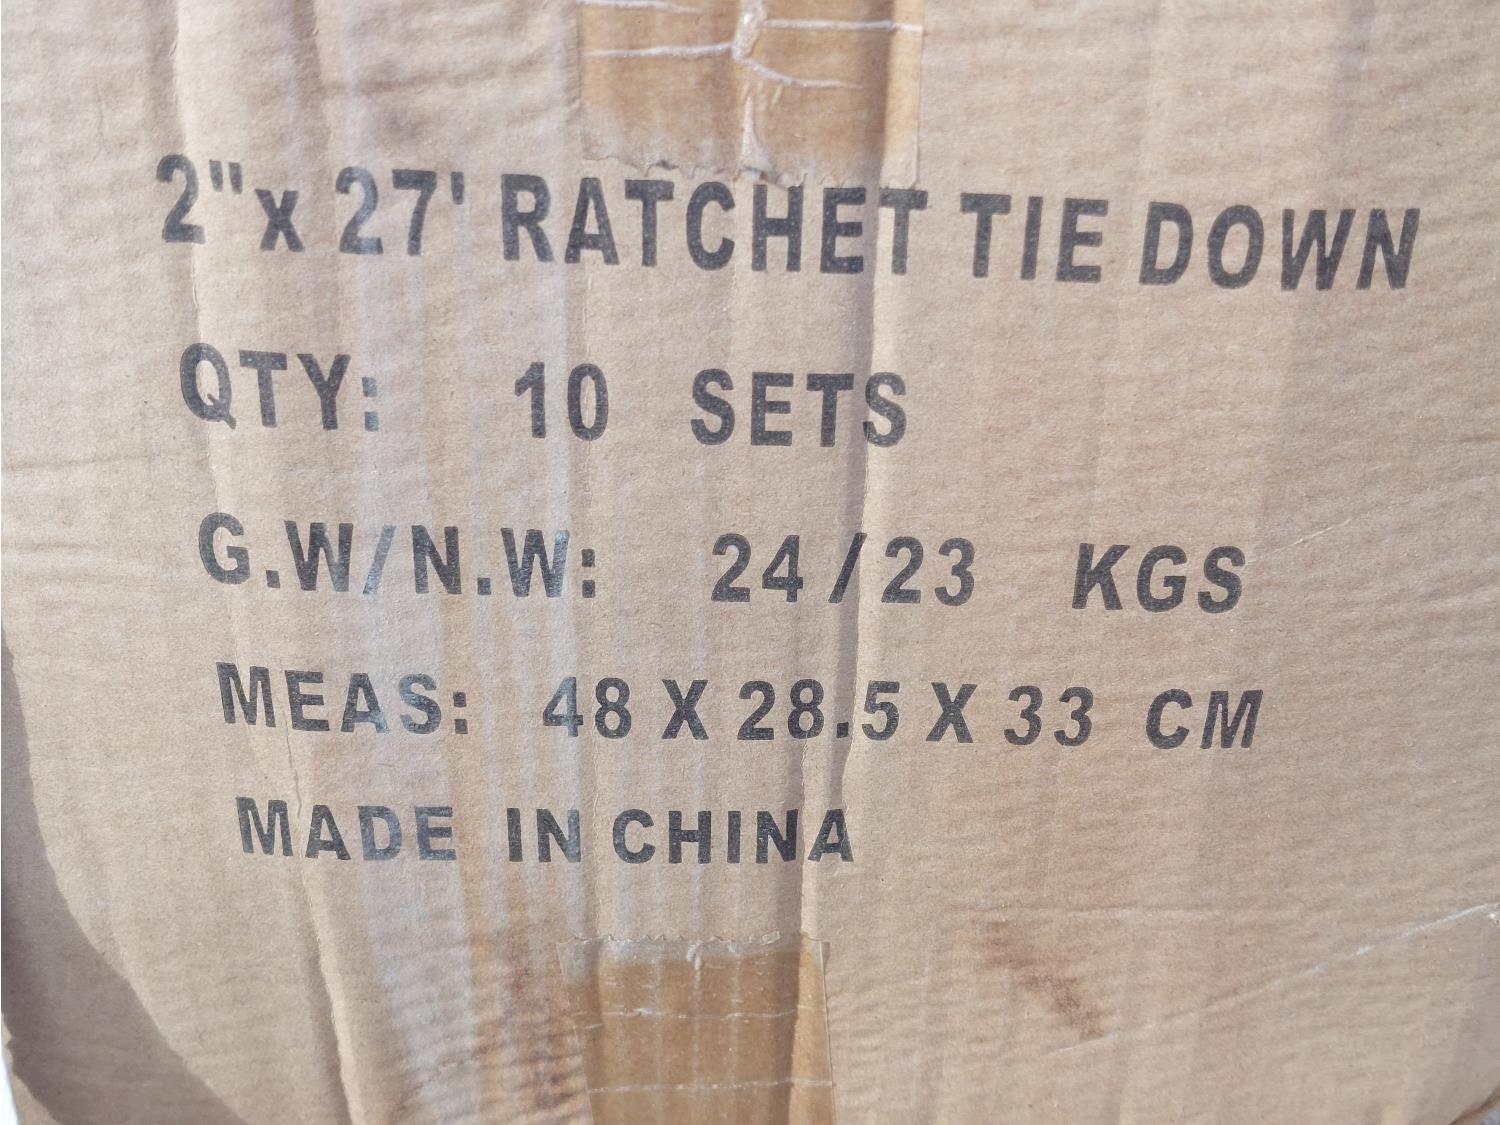 2"x 27' RATCHET TIE DOWN
QTY: 10 SETS
G.W/N.W: 24/23 KGS
MEAS: 48 X 28.5 X 33 CM
MADE IN CHINA